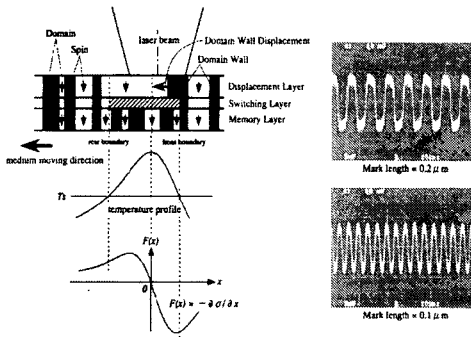 Domain
Spin
laser beam
Domain Wall Displacement
Domain Wall
Displacement Layer
Switching Layer
Memory Layer
rear boundary
front boundary
medium moving direction
Ts
temperature profile
F(x)
x
0
F(x) = - ∂σ/∂x
Mark length = 0.2 μm
Mark length = 0.1 μm